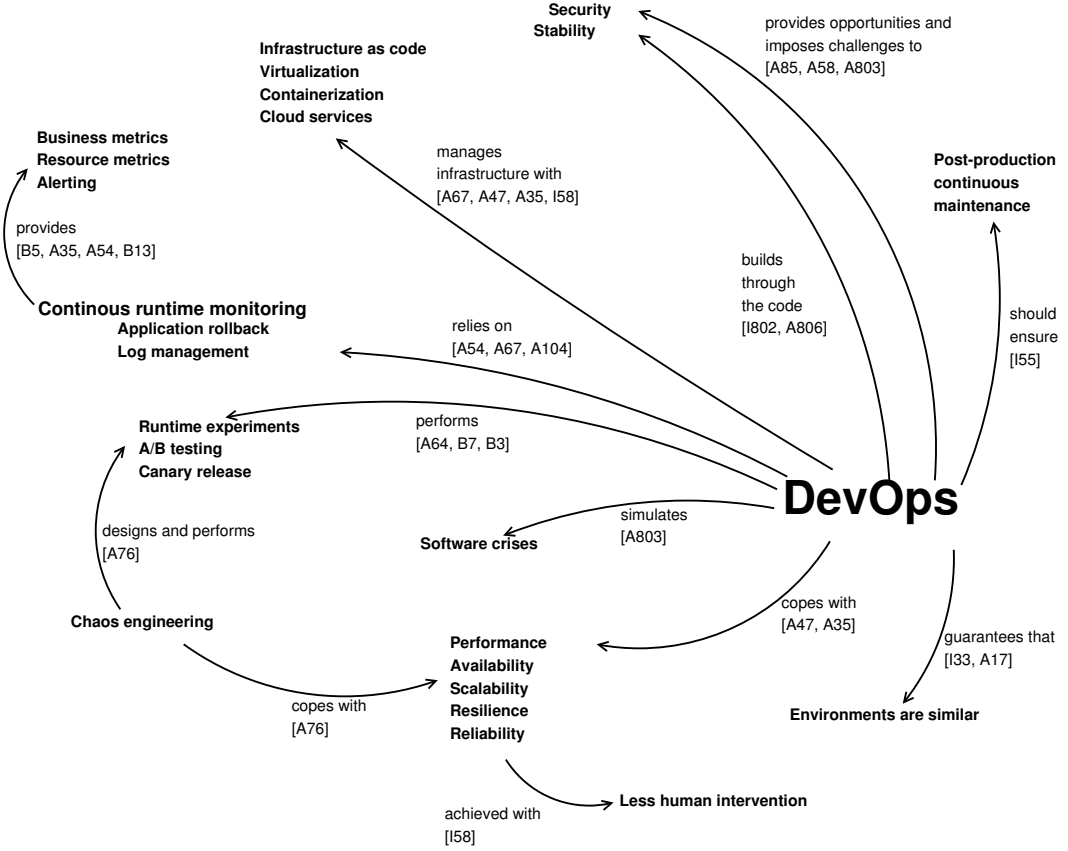 Security
Stability
provides opportunities and
imposes challenges to
[A85, A58, A803]
Infrastructure as code
Virtualization
Containerization
Cloud services
Business metrics
Resource metrics
Alerting
manages
infrastructure with
[A67, A47, A35, I58]
Post-production
continuous
maintenance
provides
[B5, A35, A54, B13]
builds
through
the code
[I802, A806]
Continous runtime monitoring
Application rollback
Log management
relies on
[A54, A67, A104]
should
ensure
[I55]
Runtime experiments
A/B testing
Canary release
performs
[A64, B7, B3]
DevOps
designs and performs
[A76]
Software crises
simulates
[A803]
Chaos engineering
copes with
[A47, A35]
Performance
Availability
Scalability
Resilience
Reliability
guarantees that
[I33, A17]
copes with
[A76]
Environments are similar
achieved with
[I58]
Less human intervention